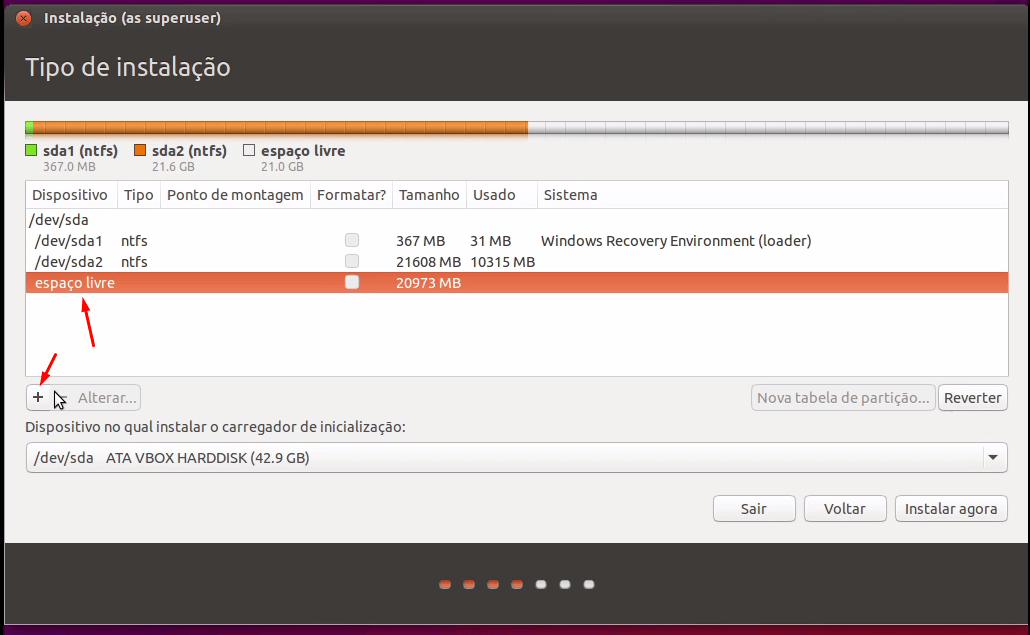 Instalação (as superuser)
Tipo de instalação
sda1 (ntfs) sda2 (ntfs) espaço livre
367.0 MB 21.6 GB 21.0 GB
Dispositivo Tipo Ponto de montagem Formatar? Tamanho Usado Sistema
/dev/sda
/dev/sda1 ntfs 367 MB 31 MB Windows Recovery Environment (loader)
/dev/sda2 ntfs 21608 MB 10315 MB
espaço livre 20973 MB
+ Alterar... Nova tabela de partição... Reverter
Dispositivo no qual instalar o carregador de inicialização:
/dev/sda ATA VBOX HARDDISK (42.9 GB)
Sair Voltar Instalar agora